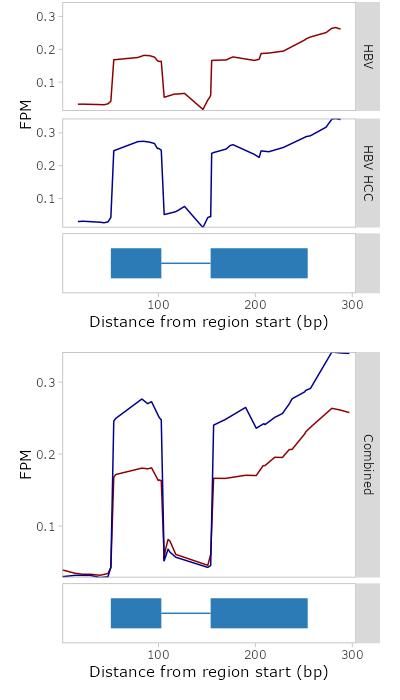 0.3
0.2
0.1
HBV
FPM
0.3
0.2
0.1
HBV HCC
100 200 300
Distance from region start (bp)
0.3
0.2
0.1
FPM
Combined
100 200 300
Distance from region start (bp)